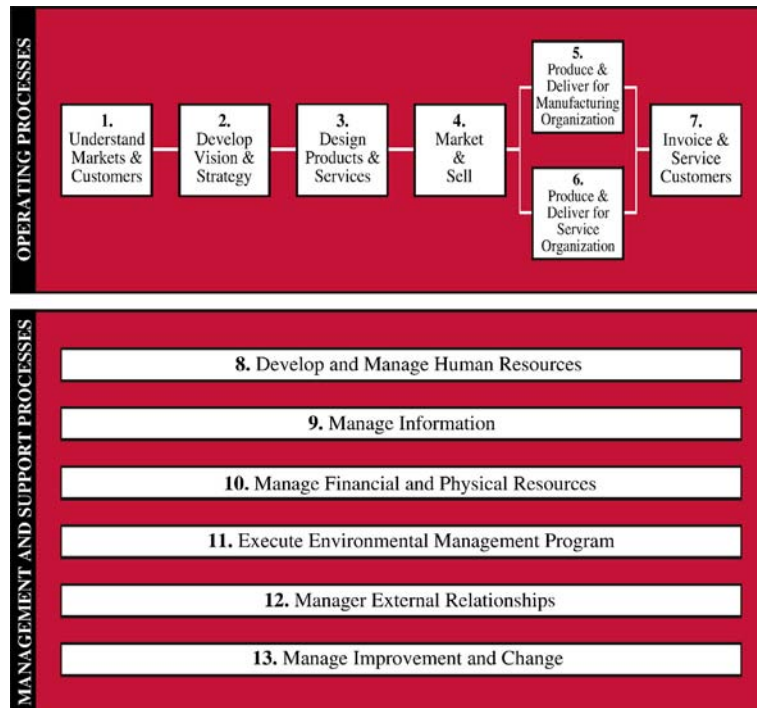 OPERATING PROCESSES
1.
Understand
Markets &
Customers
2.
Develop
Vision &
Strategy
3.
Design
Products &
Services
4.
Market
&
Sell
5.
Produce &
Deliver for
Manufacturing
Organization
6.
Produce &
Deliver for
Service
Organization
7.
Invoice &
Service
Customers
MANAGEMENT AND SUPPORT PROCESSES
8. Develop and Manage Human Resources
9. Manage Information
10. Manage Financial and Physical Resources
11. Execute Environmental Management Program
12. Manager External Relationships
13. Manage Improvement and Change